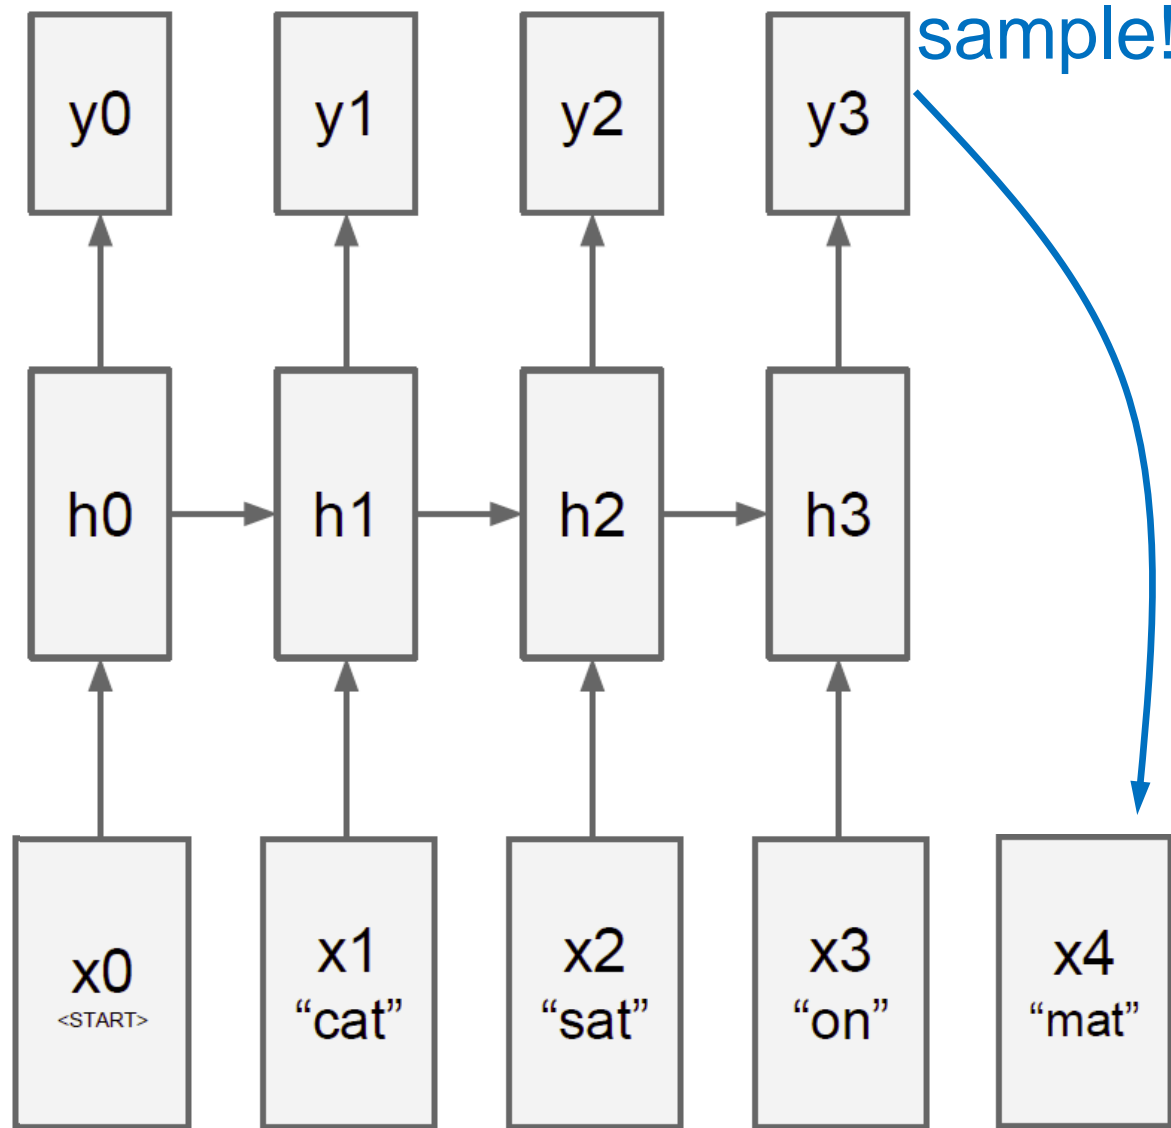 sample!
y0 y1 y2 y3
h0 h1 h2 h3
x0 x1 x2 x3 x4
<START> “cat” “sat” “on” “mat”